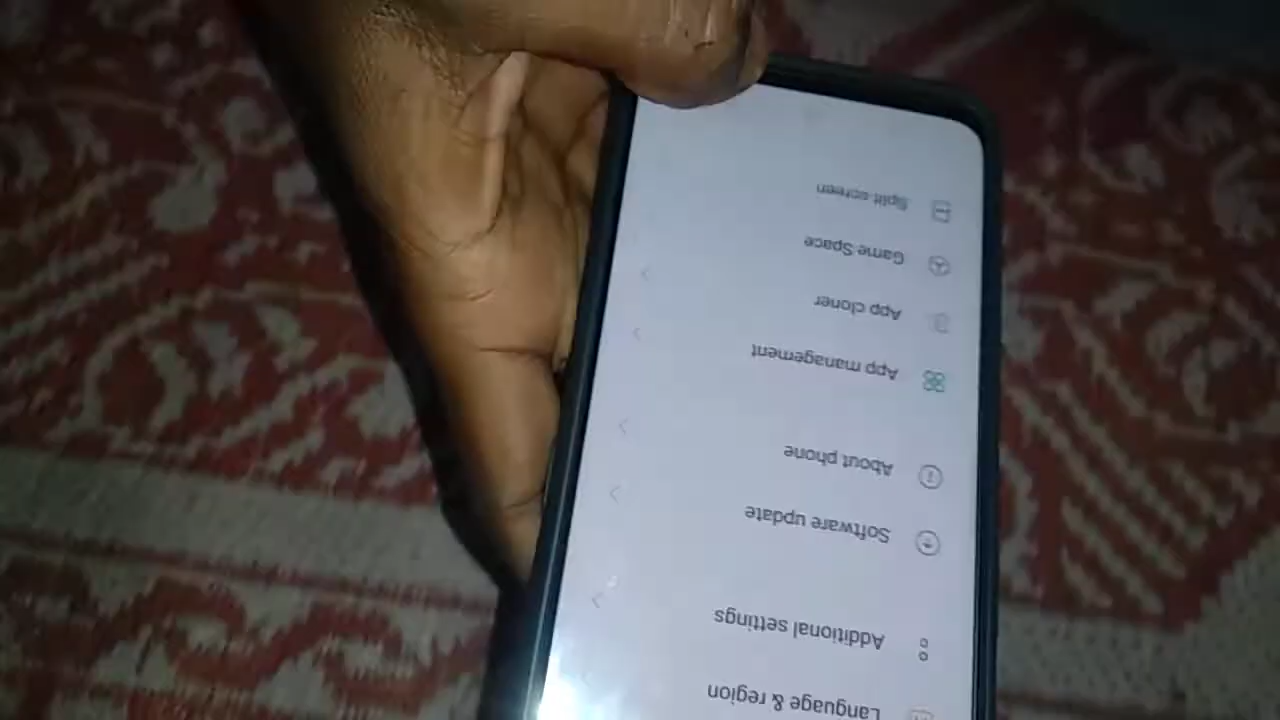 Language & region
Additional settings
Software update
About phone
App management
App cloner
Game Space
Split-screen